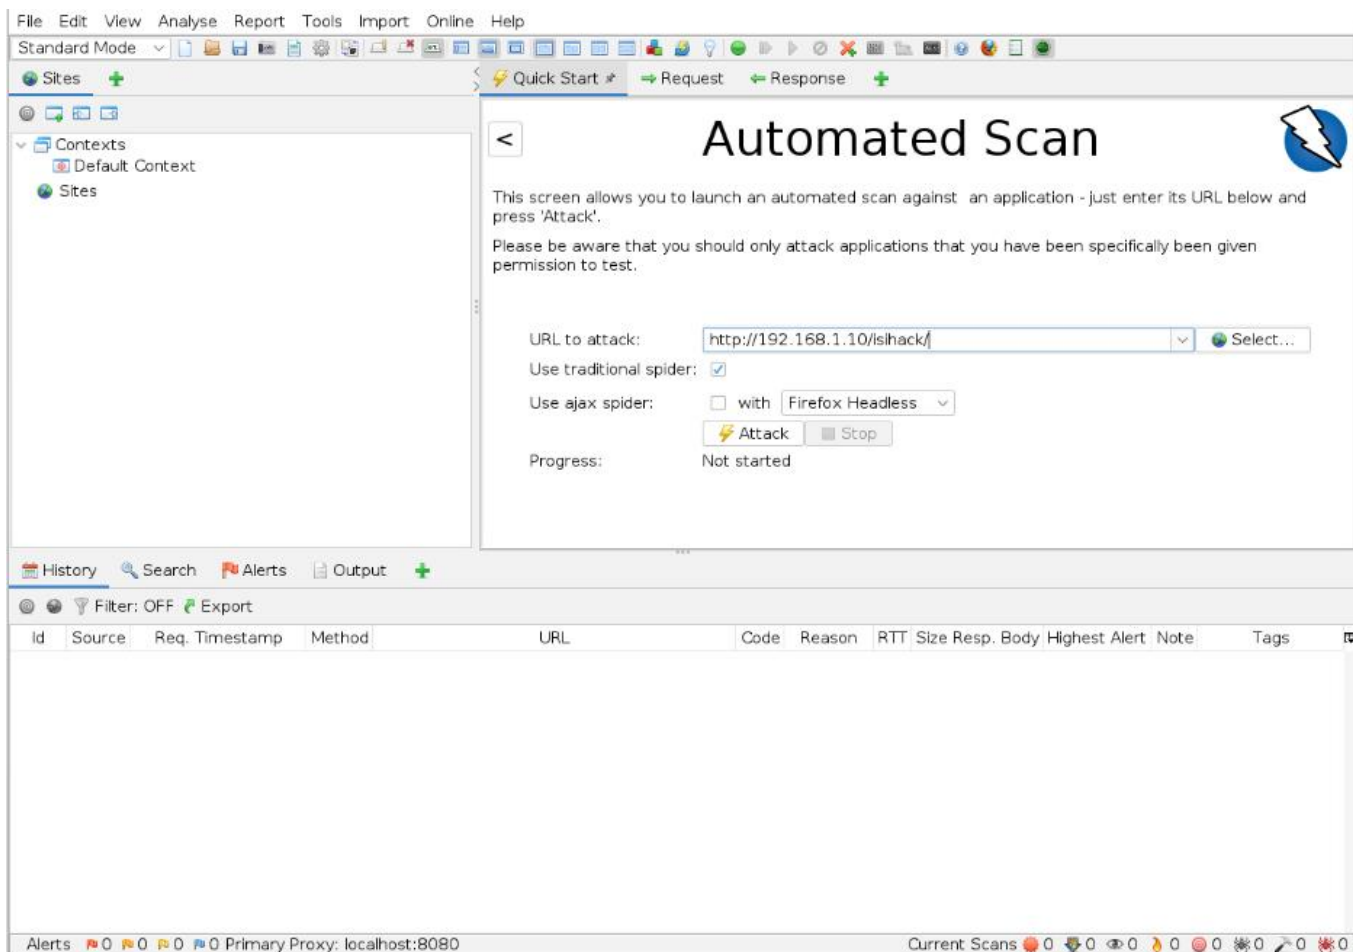 File Edit View Analyse Report Tools Import Online Help
Standard Mode
Sites
Quick Start Request Response
Contexts
Default Context
Sites
<
Automated Scan
This screen allows you to launch an automated scan against an application - just enter its URL below and
press 'Attack'.
Please be aware that you should only attack applications that you have been specifically been given
permission to test.
URL to attack: http://192.168.1.10/islhack/ Select...
Use traditional spider:
Use ajax spider: with Firefox Headless
Attack Stop
Progress: Not started
History Search Alerts Output
Filter: OFF Export
Id Source Req. Timestamp Method URL Code Reason RTT Size Resp. Body Highest Alert Note Tags
Alerts 0 0 0 0 Primary Proxy: localhost:8080 Current Scans 0 0 0 0 0 0 0 0